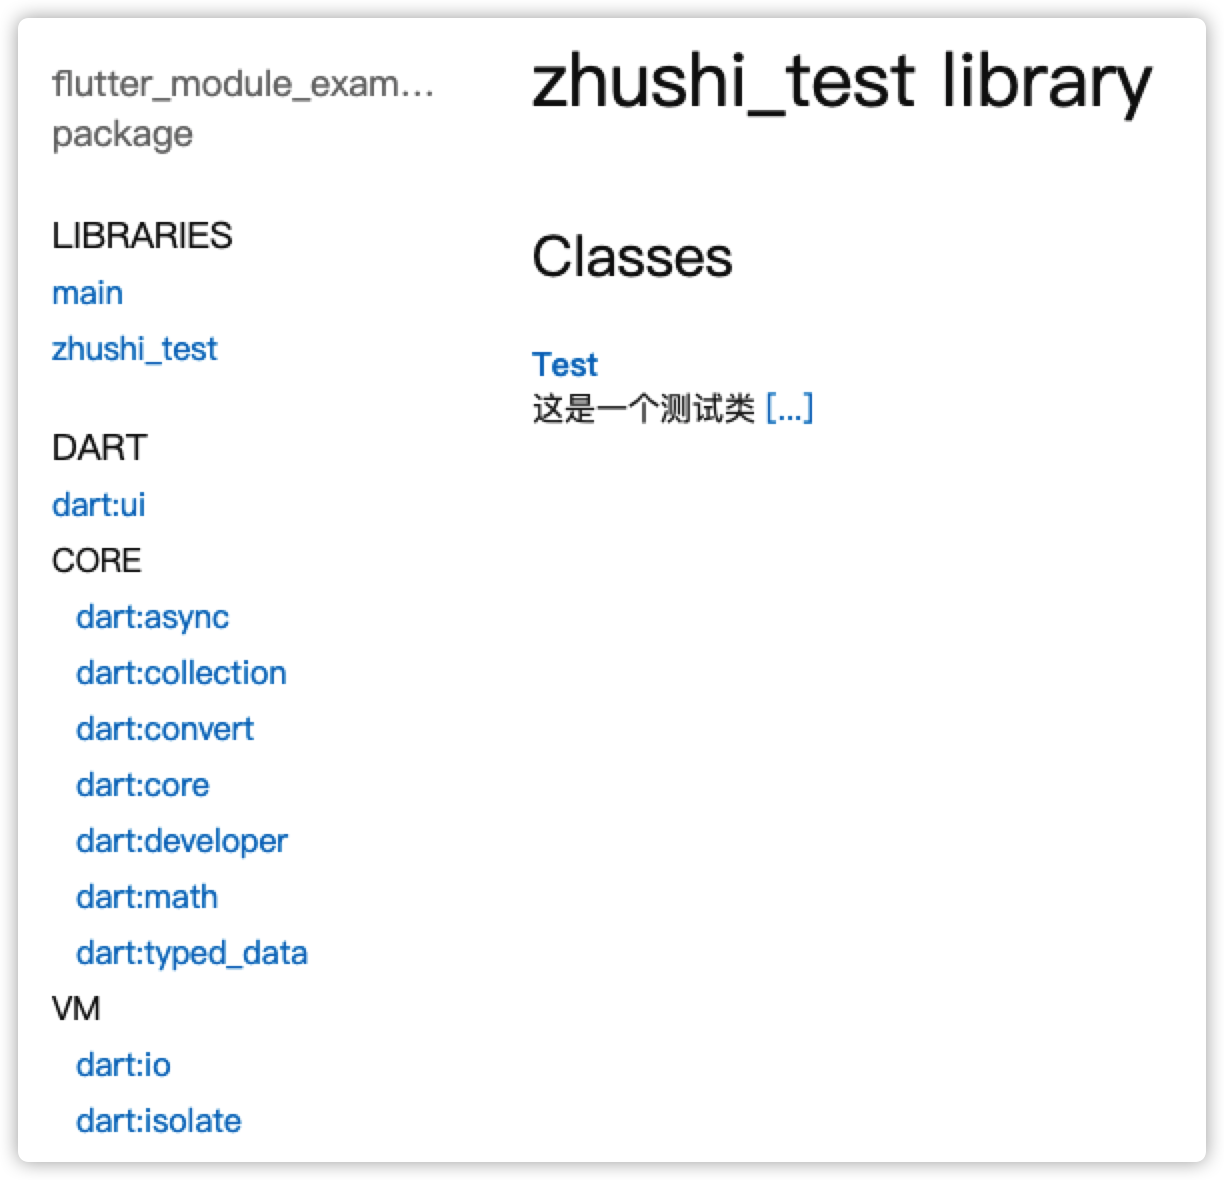 flutter_module_exam...
package
LIBRARIES
main
zhushi_test
DART
dart:ui
CORE
dart:async
dart:collection
dart:convert
dart:core
dart:developer
dart:math
dart:typed_data
VM
dart:io
dart:isolate
zhushi_test library
Classes
Test
这是一个测试类 [...]